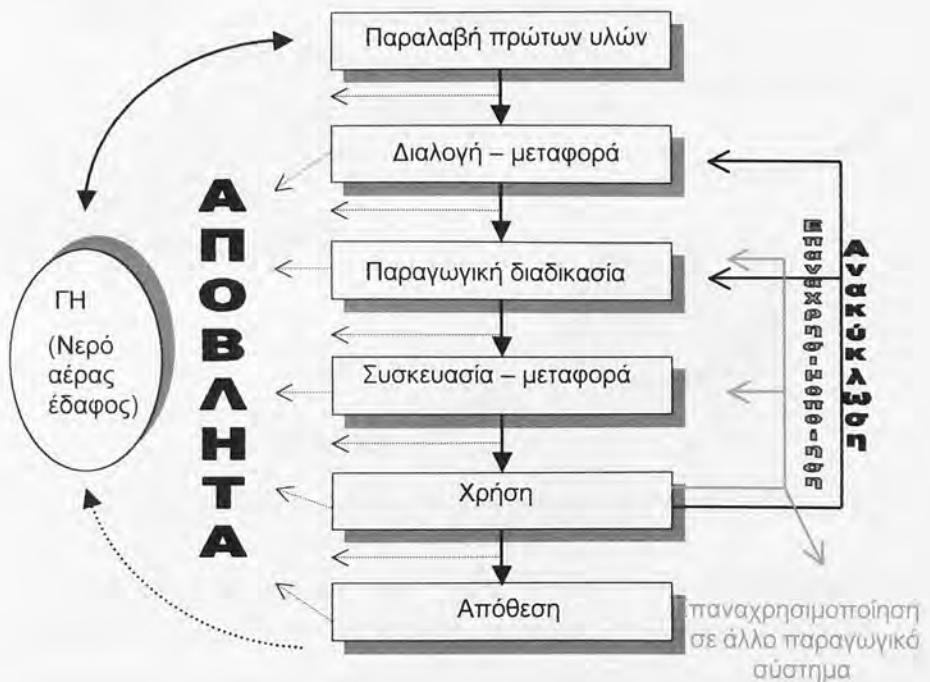 Παραλαβή πρώτων υλών
Διαλογή – μεταφορά
Παραγωγική διαδικασία
Συσκευασία – μεταφορά
Χρήση
Απόθεση
ΑΠΟΒΛΗΤΑ
ΓΗ
(Νερό
αέρας
έδαφος)
Επαναχρησιμοποίηση
Ανακύκλωση
παναχρησιμοποίηση
σε άλλο παραγωγικό
σύστημα